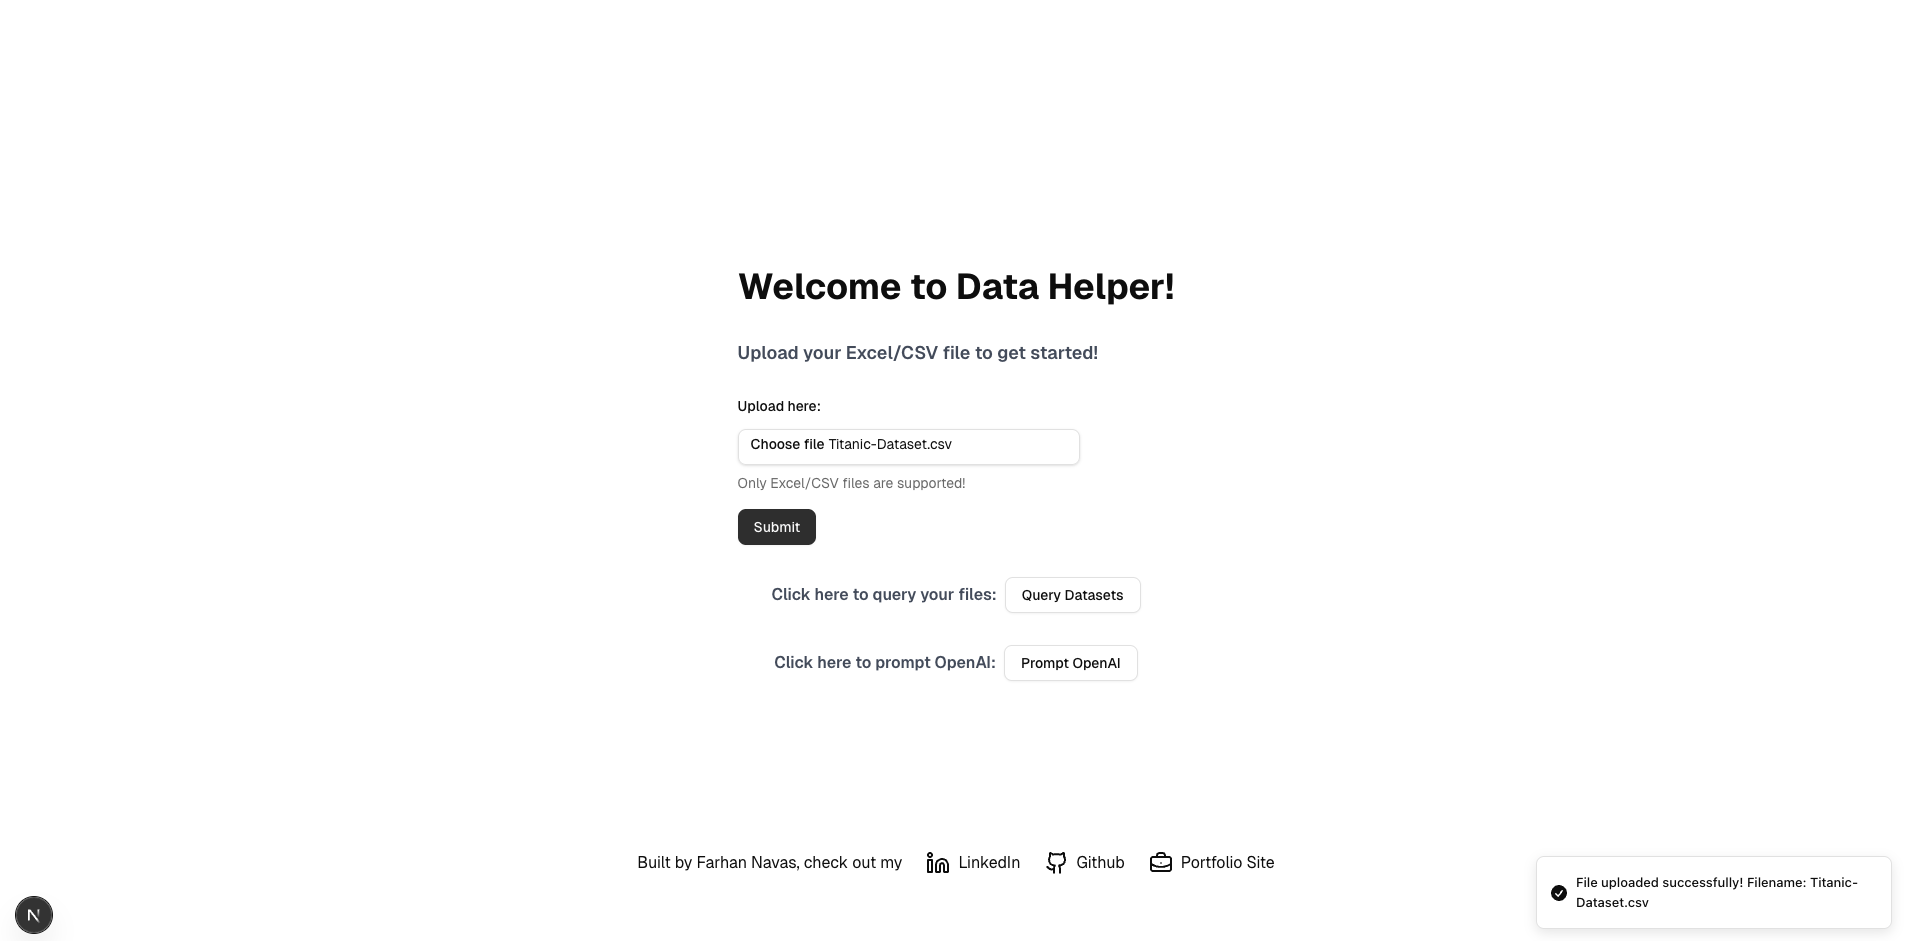 Welcome to Data Helper!
Upload your Excel/CSV file to get started!
Upload here:
Choose file Titanic-Dataset.csv
Only Excel/CSV files are supported!
Submit
Click here to query your files: Query Datasets
Click here to prompt OpenAI: Prompt OpenAI
Built by Farhan Navas, check out my LinkedIn Github Portfolio Site
N
File uploaded successfully! Filename: Titanic-
Dataset.csv